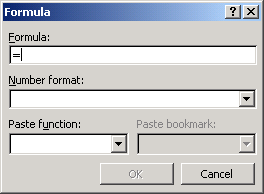 Formula
Formula:
=
Number format:
Paste function: Paste bookmark:
OK Cancel